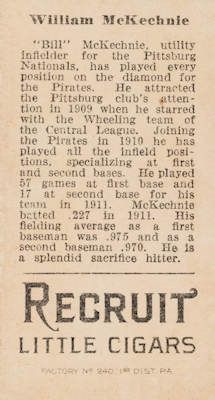 William McKechnie
"Bill" McKechnie, utility
infielder for the Pittsburg
Nationals, has played every
position on the diamond for
the Pirates. He attracted
the Pittsburg club's atten-
tion in 1909 when he starred
with the Wheeling team of
the Central League. Joining
the Pirates in 1910 he has
played all the infield posi-
tions, specializing at first
and second bases. He played
57 games at first base and
17 at second base for his
team in 1911. McKechnie
batted .227 in 1911. His
fielding average as a first
baseman was .975 and as a
second baseman .970. He is
a splendid sacrifice hitter.
RECRUIT
LITTLE CIGARS
FACTORY Nº 240, 1ST DIST. PA.